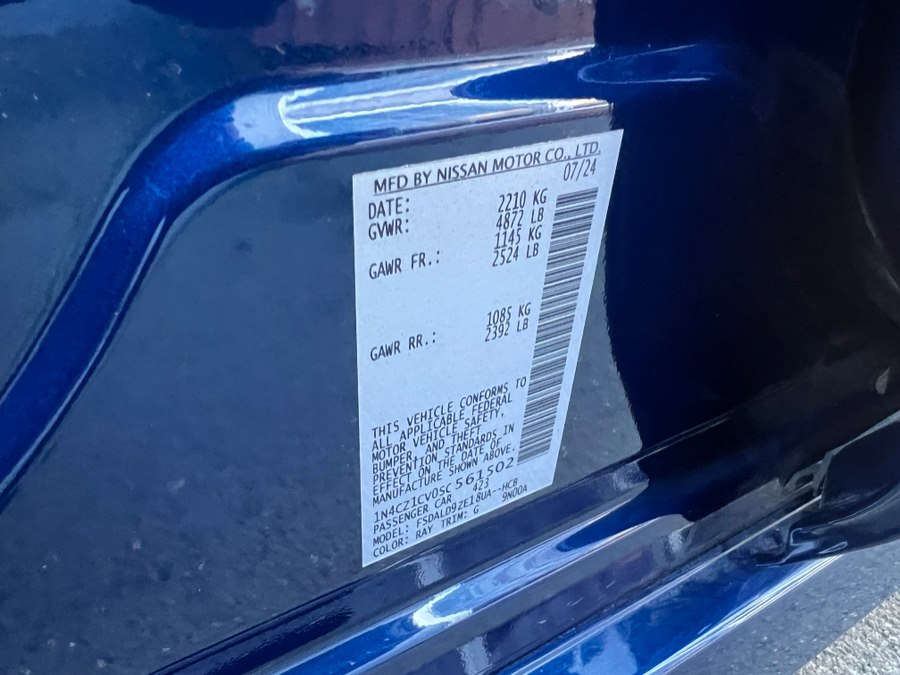 MFD BY NISSAN MOTOR CO., LTD.
DATE: 07/24
GVWR: 2210 KG
4872 LB
GAWR FR.: 1145 KG
2524 LB
GAWR RR.: 1085 KG
2392 LB
THIS VEHICLE CONFORMS TO
ALL APPLICABLE FEDERAL
MOTOR VEHICLE SAFETY,
BUMPER, AND THEFT
PREVENTION STANDARDS IN
EFFECT ON THE DATE OF
MANUFACTURE SHOWN ABOVE.
1N4CZ1CV0SC561502
PASSENGER CAR 423
MODEL: FSDALD9ZE18UA--HCB
COLOR: RAY TRIM: G 9N00A